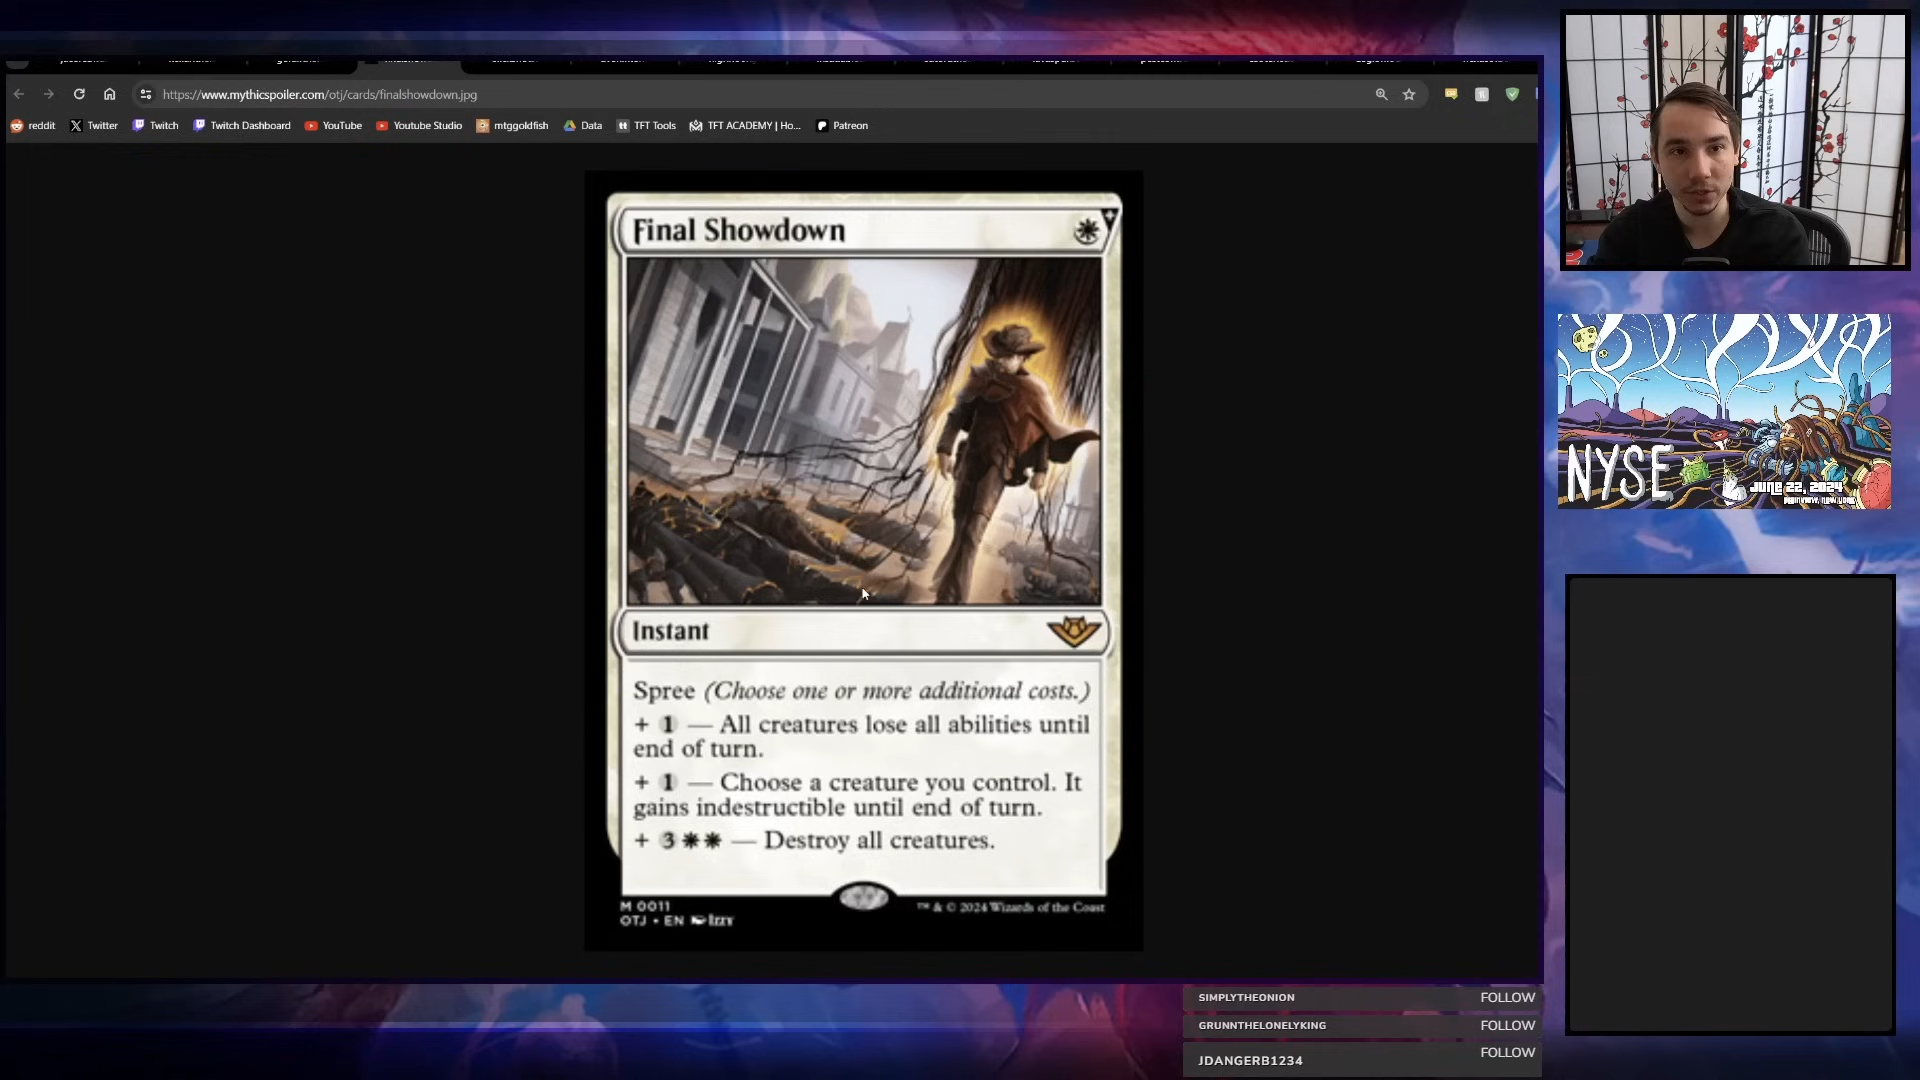 https://www.mythicspoiler.com/otj/cards/finalshowdown.jpg
reddit
Twitter
Twitch
Twitch Dashboard
YouTube
Youtube Studio
mtggoldfish
Data
TFT Tools
TFT ACADEMY | Ho...
Patreon
Final Showdown
Instant
Spree (Choose one or more additional costs.)
+ 1 — All creatures lose all abilities until
end of turn.
+ 1 — Choose a creature you control. It
gains indestructible until end of turn.
+ 3 — Destroy all creatures.
M 0011
OTJ • EN Izzy
™ & © 2024 Wizards of the Coast
NYSE
JUNE 22, 2024
PLAINVIEW, NEW YORK
SIMPLYTHEONION FOLLOW
GRUNNTHELONELYKING FOLLOW
JDANGERB1234 FOLLOW